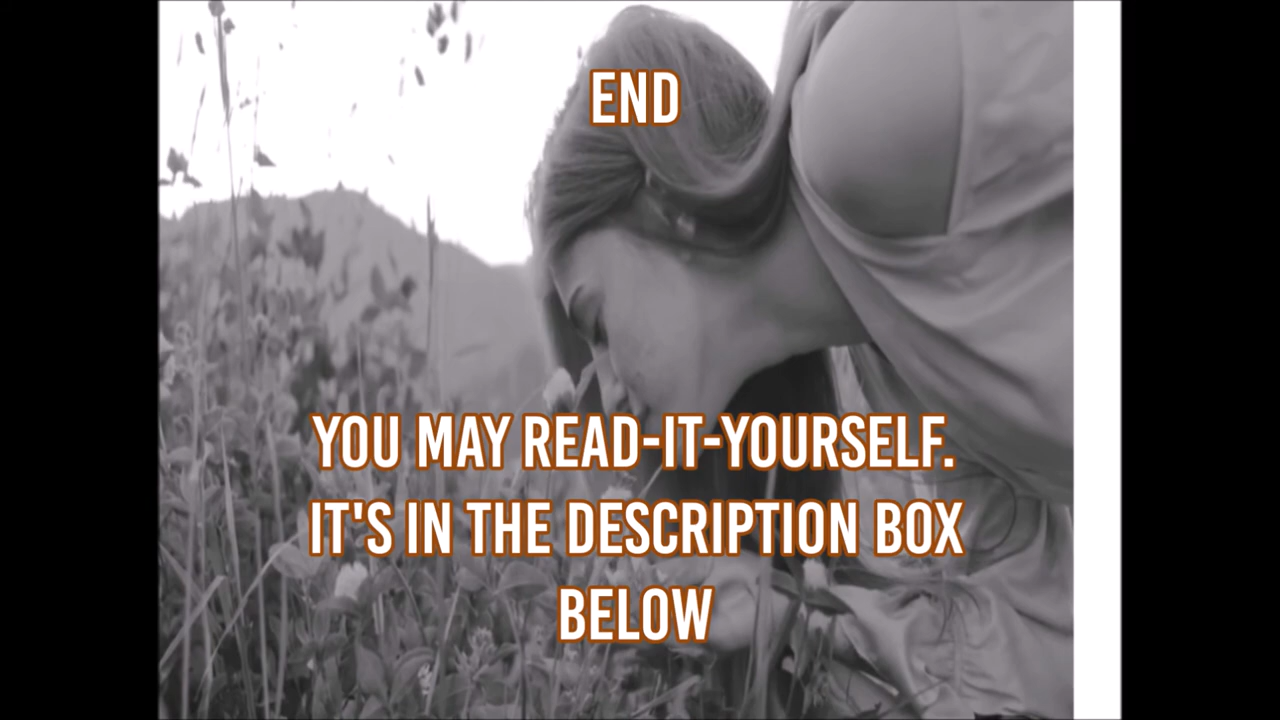 END
YOU MAY READ-IT-YOURSELF.
IT'S IN THE DESCRIPTION BOX
BELOW